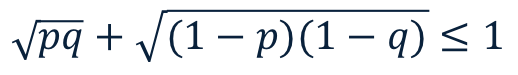 √pq + √(1 − p)(1 − q) ≤ 1